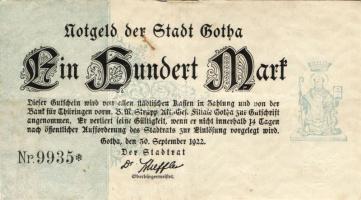 Notgeld der Stadt Gotha
Ein Hundert Mark
Dieser Gutschein wird von allen städtischen Kassen in Zahlung und von der
Bank für Thüringen vorm. B. M. Strupp Akt.-Ges. Filiale Gotha zur Gutschrift
angenommen. Er verliert seine Gültigkeit, wenn er nicht innerhalb 14 Tagen
nach öffentlicher Aufforderung des Stadtrats zur Einlösung vorgelegt wird.
Gotha, den 30. September 1922.
Der Stadtrat
Nr. 9935*
Dr. Scheffler
Oberbürgermeister.